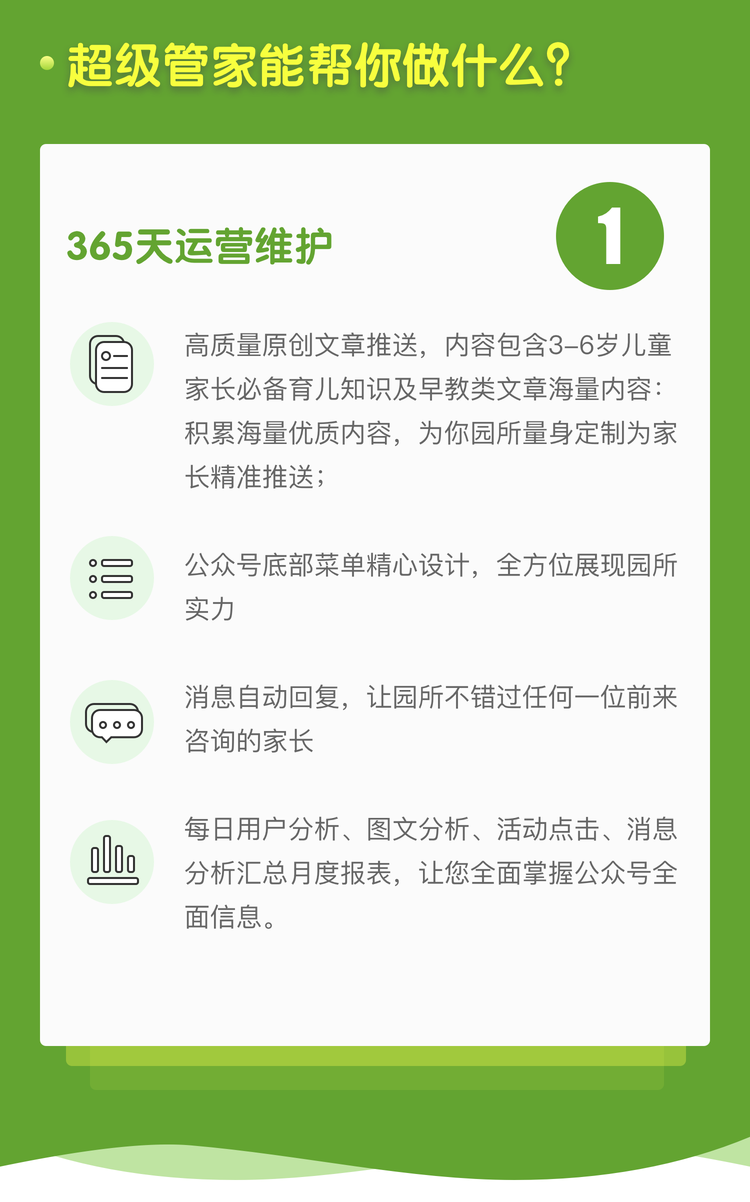 超级管家能帮你做什么？
365天运营维护
1
高质量原创文章推送，内容包含3–6岁儿童
家长必备育儿知识及早教类文章海量内容：
积累海量优质内容，为你园所量身定制为家
长精准推送；
公众号底部菜单精心设计，全方位展现园所
实力
消息自动回复，让园所不错过任何一位前来
咨询的家长
每日用户分析、图文分析、活动点击、消息
分析汇总月度报表，让您全面掌握公众号全
面信息。